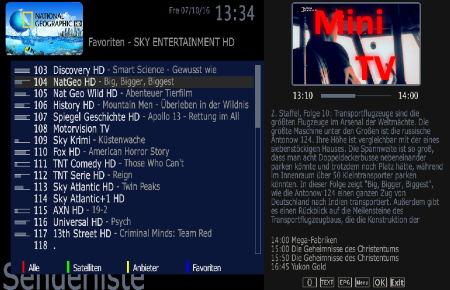 NATIONAL
GEOGRAPHIC HD
Fre 07/10/16 13:34
Favoriten - SKY ENTERTAINMENT HD
103 Discovery HD - Smart Science - Gewusst wie
104 NatGeo HD - Big, Bigger, Biggest
105 Nat Geo Wild HD - Abenteuer Tierfilm
106 History HD - Mountain Men - Überleben in der Wildnis
107 Spiegel Geschichte HD - Apollo 13 - Rettung im All
108 Motorvision TV
109 Sky Krimi - Küstenwache
110 Fox HD - American Horror Story
111 TNT Comedy HD - Those Who Can't
112 TNT Serie HD - Reign
113 Sky Atlantic HD - Twin Peaks
114 Sky Atlantic+1 HD
115 AXN HD - 19-2
116 Universal HD - Psych
117 13th Street HD - Criminal Minds: Team Red
118 .
Alle Satelliten Anbieter Favoriten
Senderliste
Mini
TV
13:10 14:00
2. Staffel, Folge 10: Transportflugzeuge sind die
größten Flugzeuge im Arsenal der Weltmächte. Die
größte Maschine unter den Großen ist die russische
Antonow 124. Ihre Höhe ist vergleichbar mit der eines
siebenstöckigen Hauses. Die Spannweite ist so groß,
dass man acht Doppeldeckerbusse nebeneinander
parken könnte und trotzdem noch Platz hätte, während
im Innenraum über 50 Kleintransporter parken
könnten. In dieser Folge zeigt "Big, Bigger, Biggest",
wie die Antonow 124 einen ganzen Zug von
Deutschland nach Indien transportiert. Außerdem gibt
es einen Rückblick auf die Meilensteine des
Transportflugzeugbaus, die die Konstruktion der
14:00 Mega-Fabriken
15:00 Die Geheimnisse des Christentums
15:50 Die Geheimnisse des Christentums
16:45 Yukon Gold
0 TEXT EPG Menu OK Exit